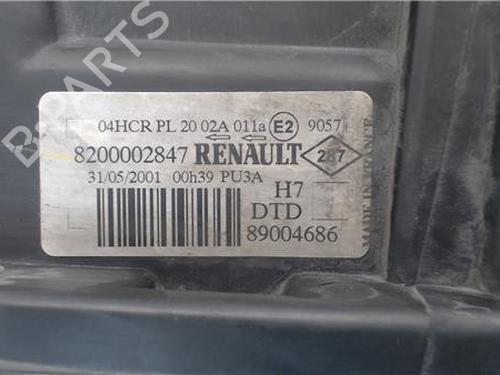 04HCR PL 20 02A 011a E2 9057
8200002847 RENAULT 287
31/05/2001 00h39 PU3A
H7
DTD
89004686
MADE IN FRANCE
B-PARTS